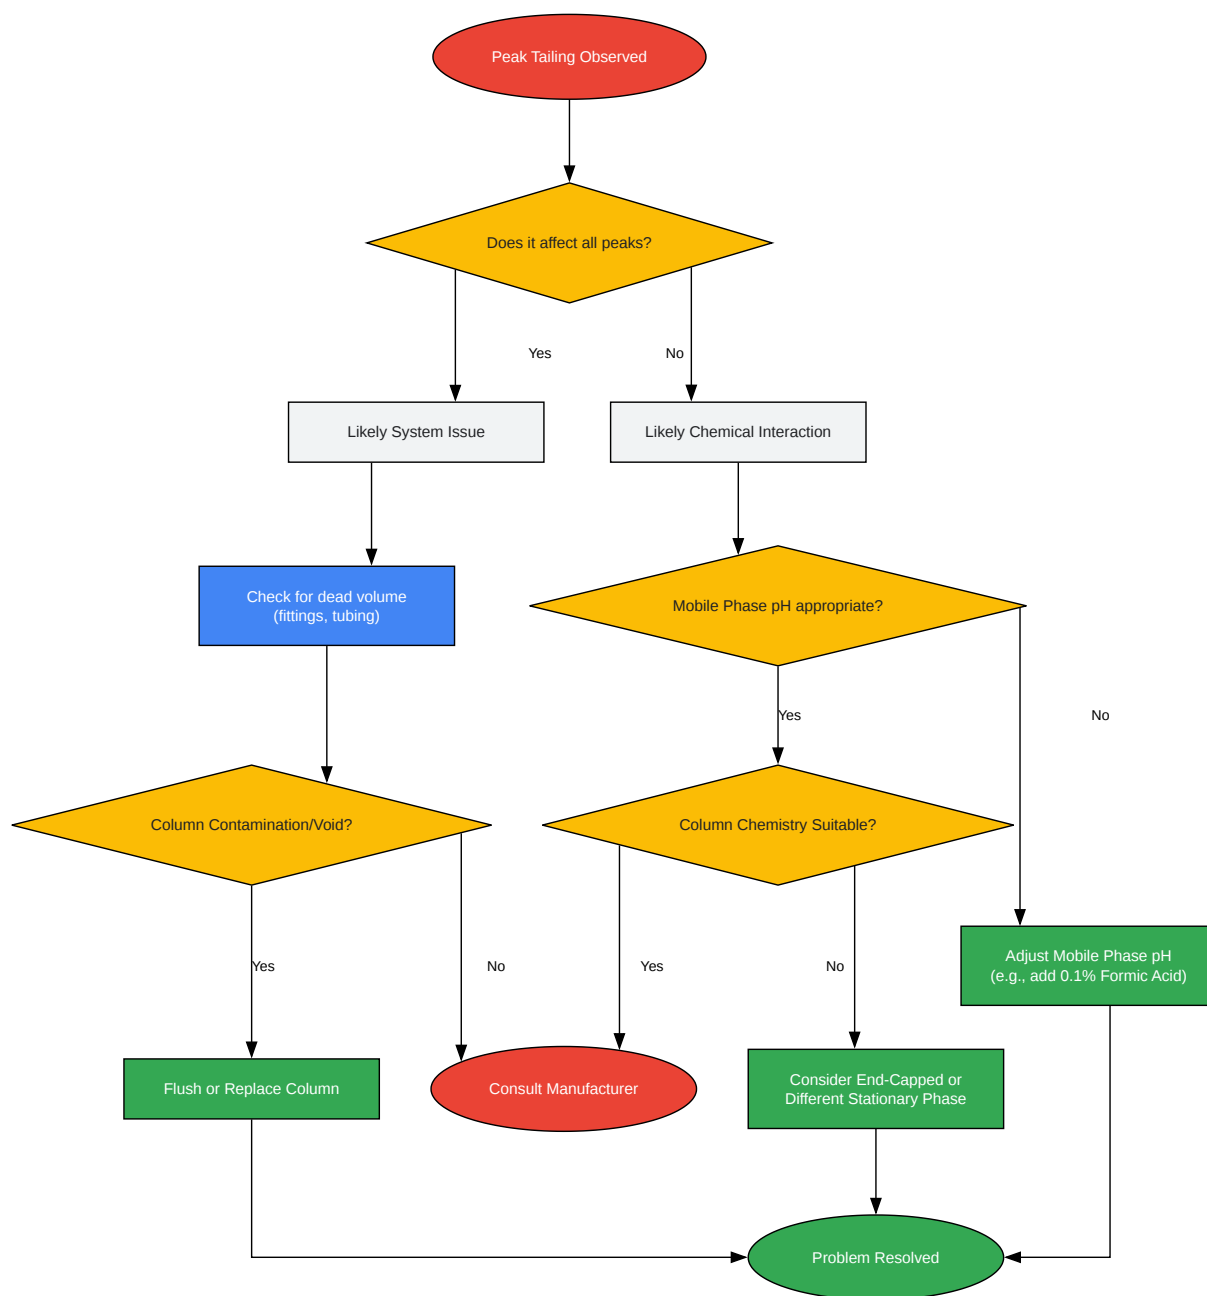 Peak Tailing Observed
Does it affect all peaks?
Yes
No
Likely System Issue
Likely Chemical Interaction
Check for dead volume
(fittings, tubing)
Mobile Phase pH appropriate?
Yes
No
Column Contamination/Void?
Column Chemistry Suitable?
Yes
No
Yes
No
Adjust Mobile Phase pH
(e.g., add 0.1% Formic Acid)
Flush or Replace Column
Consult Manufacturer
Consider End-Capped or
Different Stationary Phase
Problem Resolved